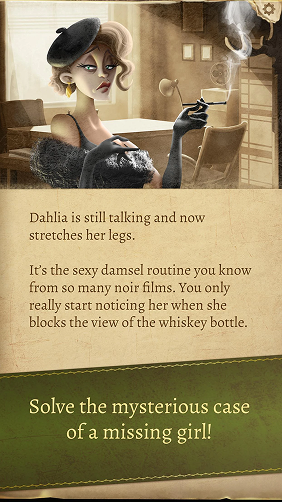 Dahlia is still talking and now
stretches her legs.
It's the sexy damsel routine you know
from so many noir films. You only
really start noticing her when she
blocks the view of the whiskey bottle.
Solve the mysterious case
of a missing girl!